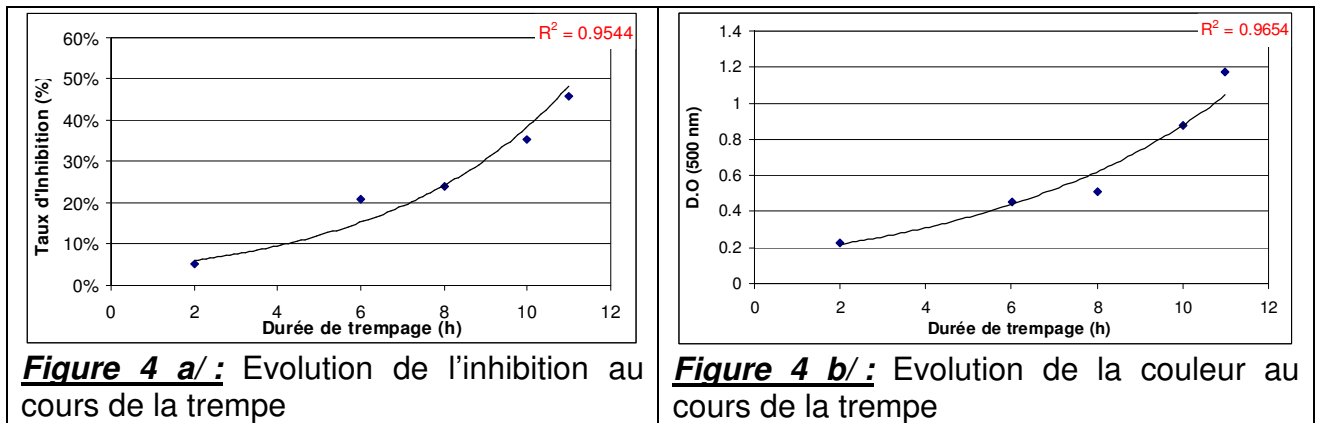 R² = 0.9544
Taux d'Inhibition (%)
60%
50%
40%
30%
20%
10%
0%
0 2 4 6 8 10 12
Durée de trempage (h)
Figure 4 a/ : Evolution de l'inhibition au
cours de la trempe
R² = 0.9654
D.O (500 nm)
1.4
1.2
1
0.8
0.6
0.4
0.2
0
0 2 4 6 8 10 12
Durée de trempage (h)
Figure 4 b/ : Evolution de la couleur au
cours de la trempe